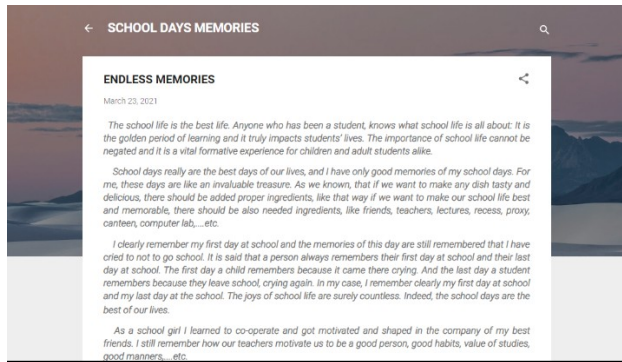 SCHOOL DAYS MEMORIES
ENDLESS MEMORIES
March 23, 2021
The school life is the best life. Anyone who has been a student, knows what school life is all about: It is
the golden period of learning and it truly impacts students' lives. The importance of school life cannot be
negated and it is a vital formative experience for children and adult students alike.
School days really are the best days of our lives, and I have only good memories of my school days. For
me, these days are like an invaluable treasure. As we known, that if we want to make any dish tasty and
delicious, there should be added proper ingredients, like that way if we want to make our school life best
and memorable, there should be also needed ingredients, like friends, teachers, lectures, recess, proxy,
canteen, computer lab,....etc.
I clearly remember my first day at school and the memories of this day are still remembered that I have
cried to not to go school. It is said that a person always remembers their first day at school and their last
day at school. The first day a child remembers because it came there crying. And the last day a student
remembers because they leave school, crying again. In my case, I remember clearly my first day at school
and my last day at the school. The joys of school life are surely countless. Indeed, the school days are the
best of our lives.
As a school girl I learned to co-operate and got motivated and shaped in the company of my best
friends. I still remember how our teachers motivate us to be a good person, good habits, value of studies,
good manners,....etc.